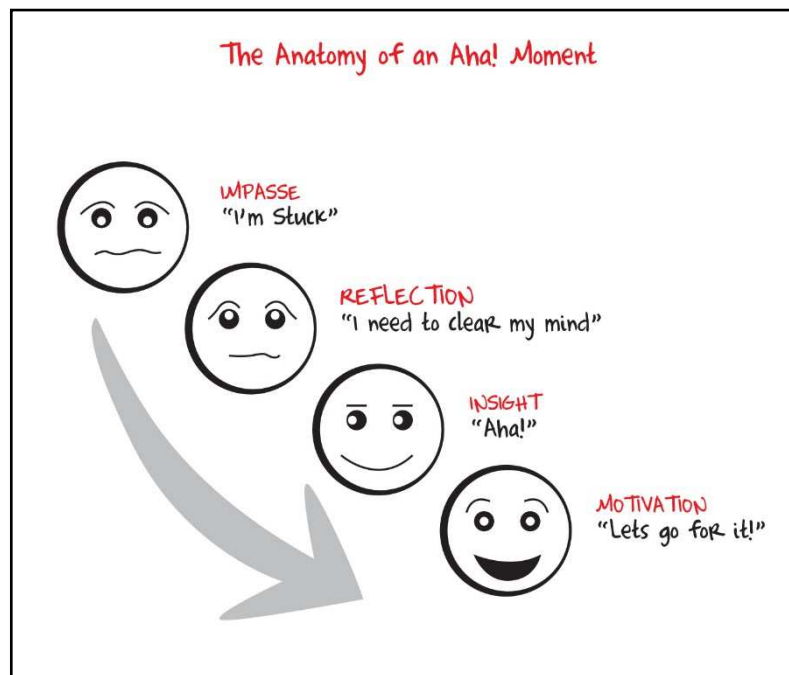 The Anatomy of an Aha! Moment
IMPASSE
"I'm Stuck"
REFLECTION
"I need to clear my mind"
INSIGHT
"Aha!"
MOTIVATION
"Lets go for it!"